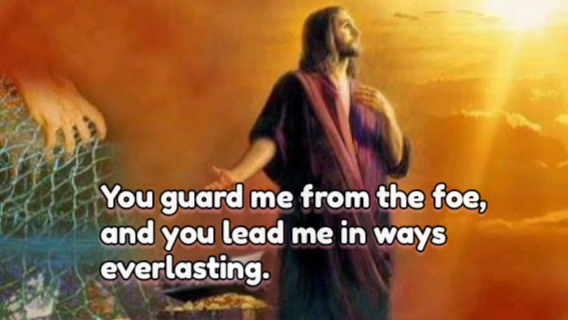 You guard me from the foe,
and you lead me in ways
everlasting.